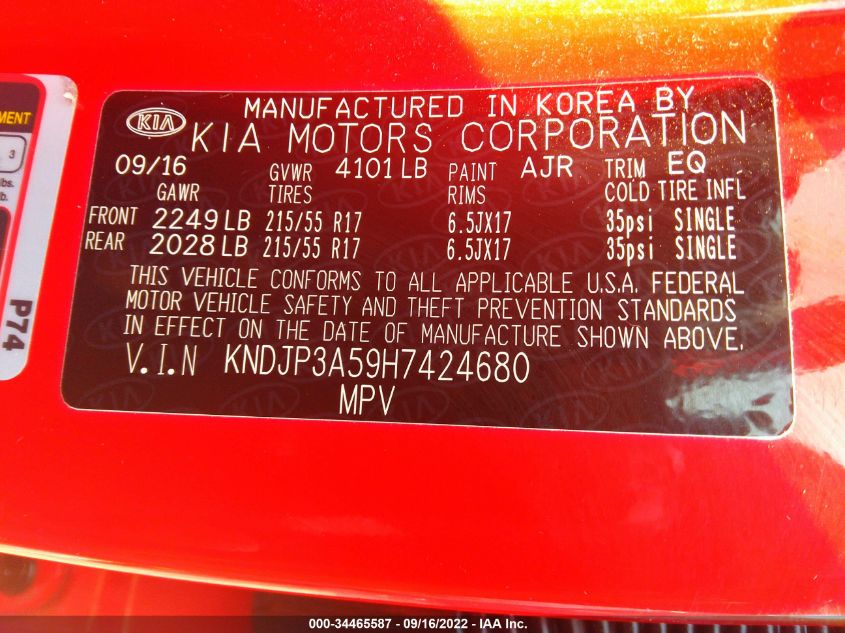 MENT
3
lbs.
P74
KIA
MANUFACTURED IN KOREA BY
KIA MOTORS CORPORATION
09/16 GVWR 4101LB PAINT AJR TRIM EQ
GAWR TIRES RIMS COLD TIRE INFL
FRONT 2249LB 215/55 R17 6.5JX17 35psi SINGLE
REAR 2028LB 215/55 R17 6.5JX17 35psi SINGLE
THIS VEHICLE CONFORMS TO ALL APPLICABLE U.S.A. FEDERAL
MOTOR VEHICLE SAFETY AND THEFT PREVENTION STANDARDS
IN EFFECT ON THE DATE OF MANUFACTURE SHOWN ABOVE.
V.I.N KNDJP3A59H7424680
MPV
000-34465587 - 09/16/2022 - IAA Inc.